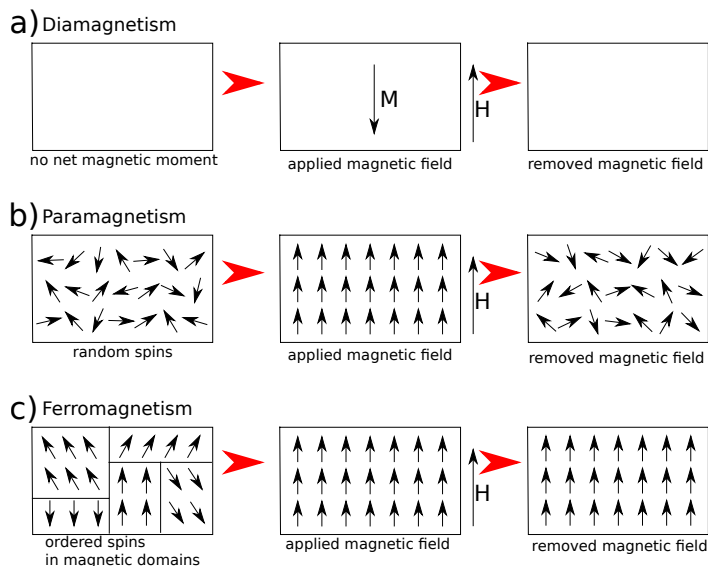 a) Diamagnetism
M
H
no net magnetic moment
applied magnetic field
removed magnetic field
b) Paramagnetism
H
random spins
applied magnetic field
removed magnetic field
c) Ferromagnetism
H
ordered spins
in magnetic domains
applied magnetic field
removed magnetic field